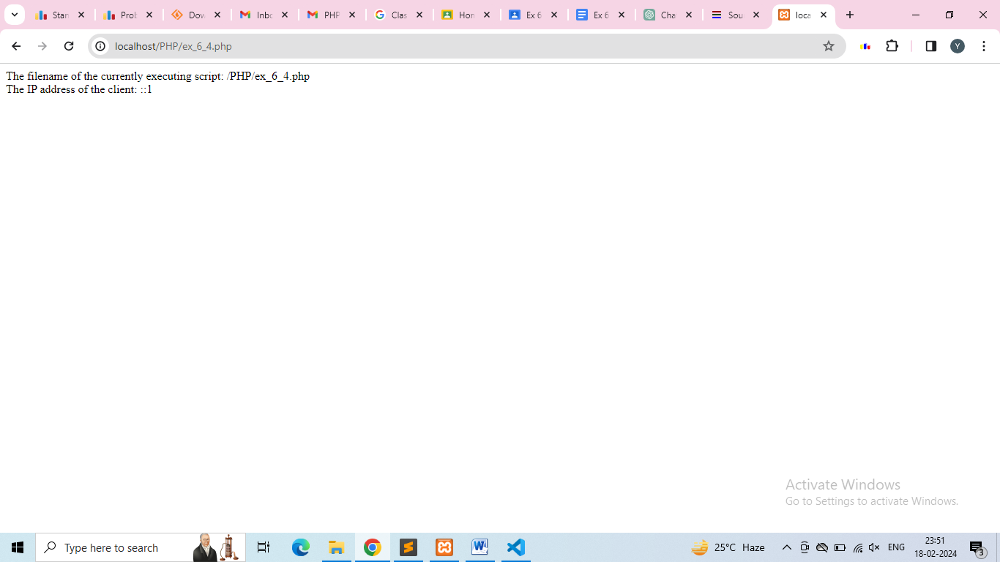 Stan
Prob
Dow
Inbo
PHP
Clas
Hom
Ex 6
Ex 6
Cha
Sou
loca
localhost/PHP/ex_6_4.php
Y
The filename of the currently executing script: /PHP/ex_6_4.php
The IP address of the client: ::1
Activate Windows
Go to Settings to activate Windows.
Type here to search
25°C Haze
ENG
23:51
18-02-2024
3